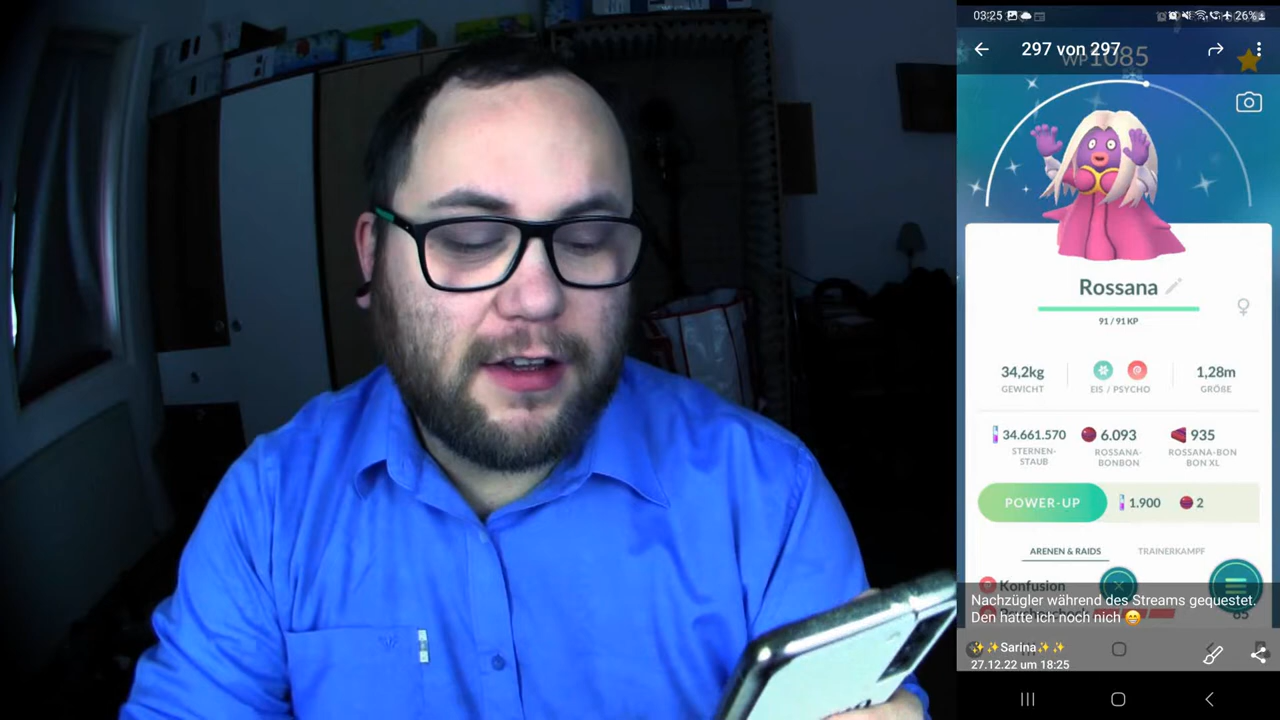 03:25
26%
297 von 297
WP1085
Rossana
91 / 91 KP
34,2kg
GEWICHT
EIS / PSYCHO
1,28m
GRÖßE
34.661.570
STERNEN-
STAUB
6.093
ROSSANA-
BONBON
935
ROSSANA-BON
BON XL
POWER-UP
1.900
2
ARENEN & RAIDS
TRAINERKAMPF
Konfusion
Nachzügler während des Streams gequestet.
Den hatte ich noch nich 😁
✨✨Sarina✨✨
27.12.22 um 18:25